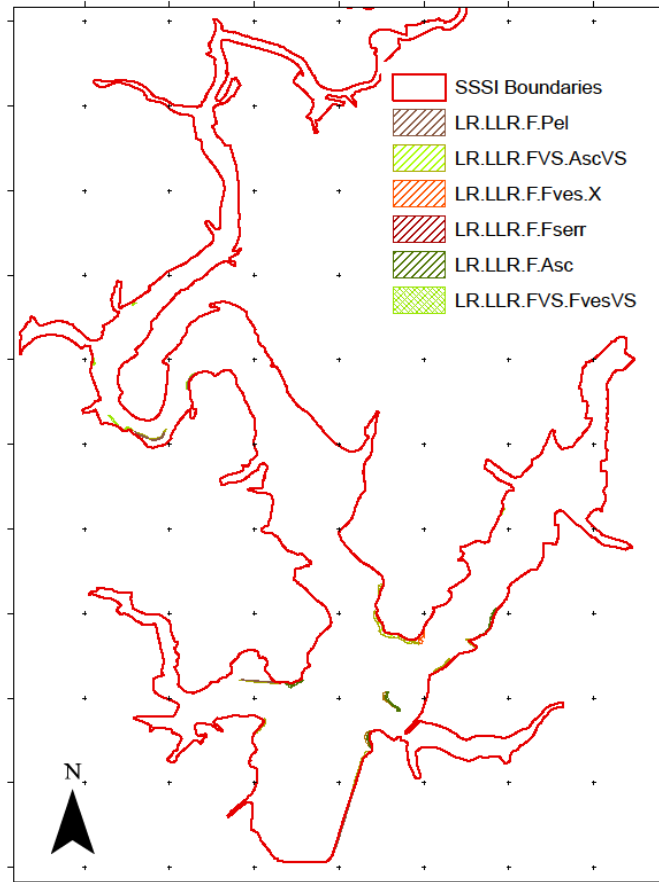 SSSI Boundaries
LR.LLR.F.Pel
LR.LLR.FVS.AscVS
LR.LLR.F.Fves.X
LR.LLR.F.Fserr
LR.LLR.F.Asc
LR.LLR.FVS.FvesVS
N